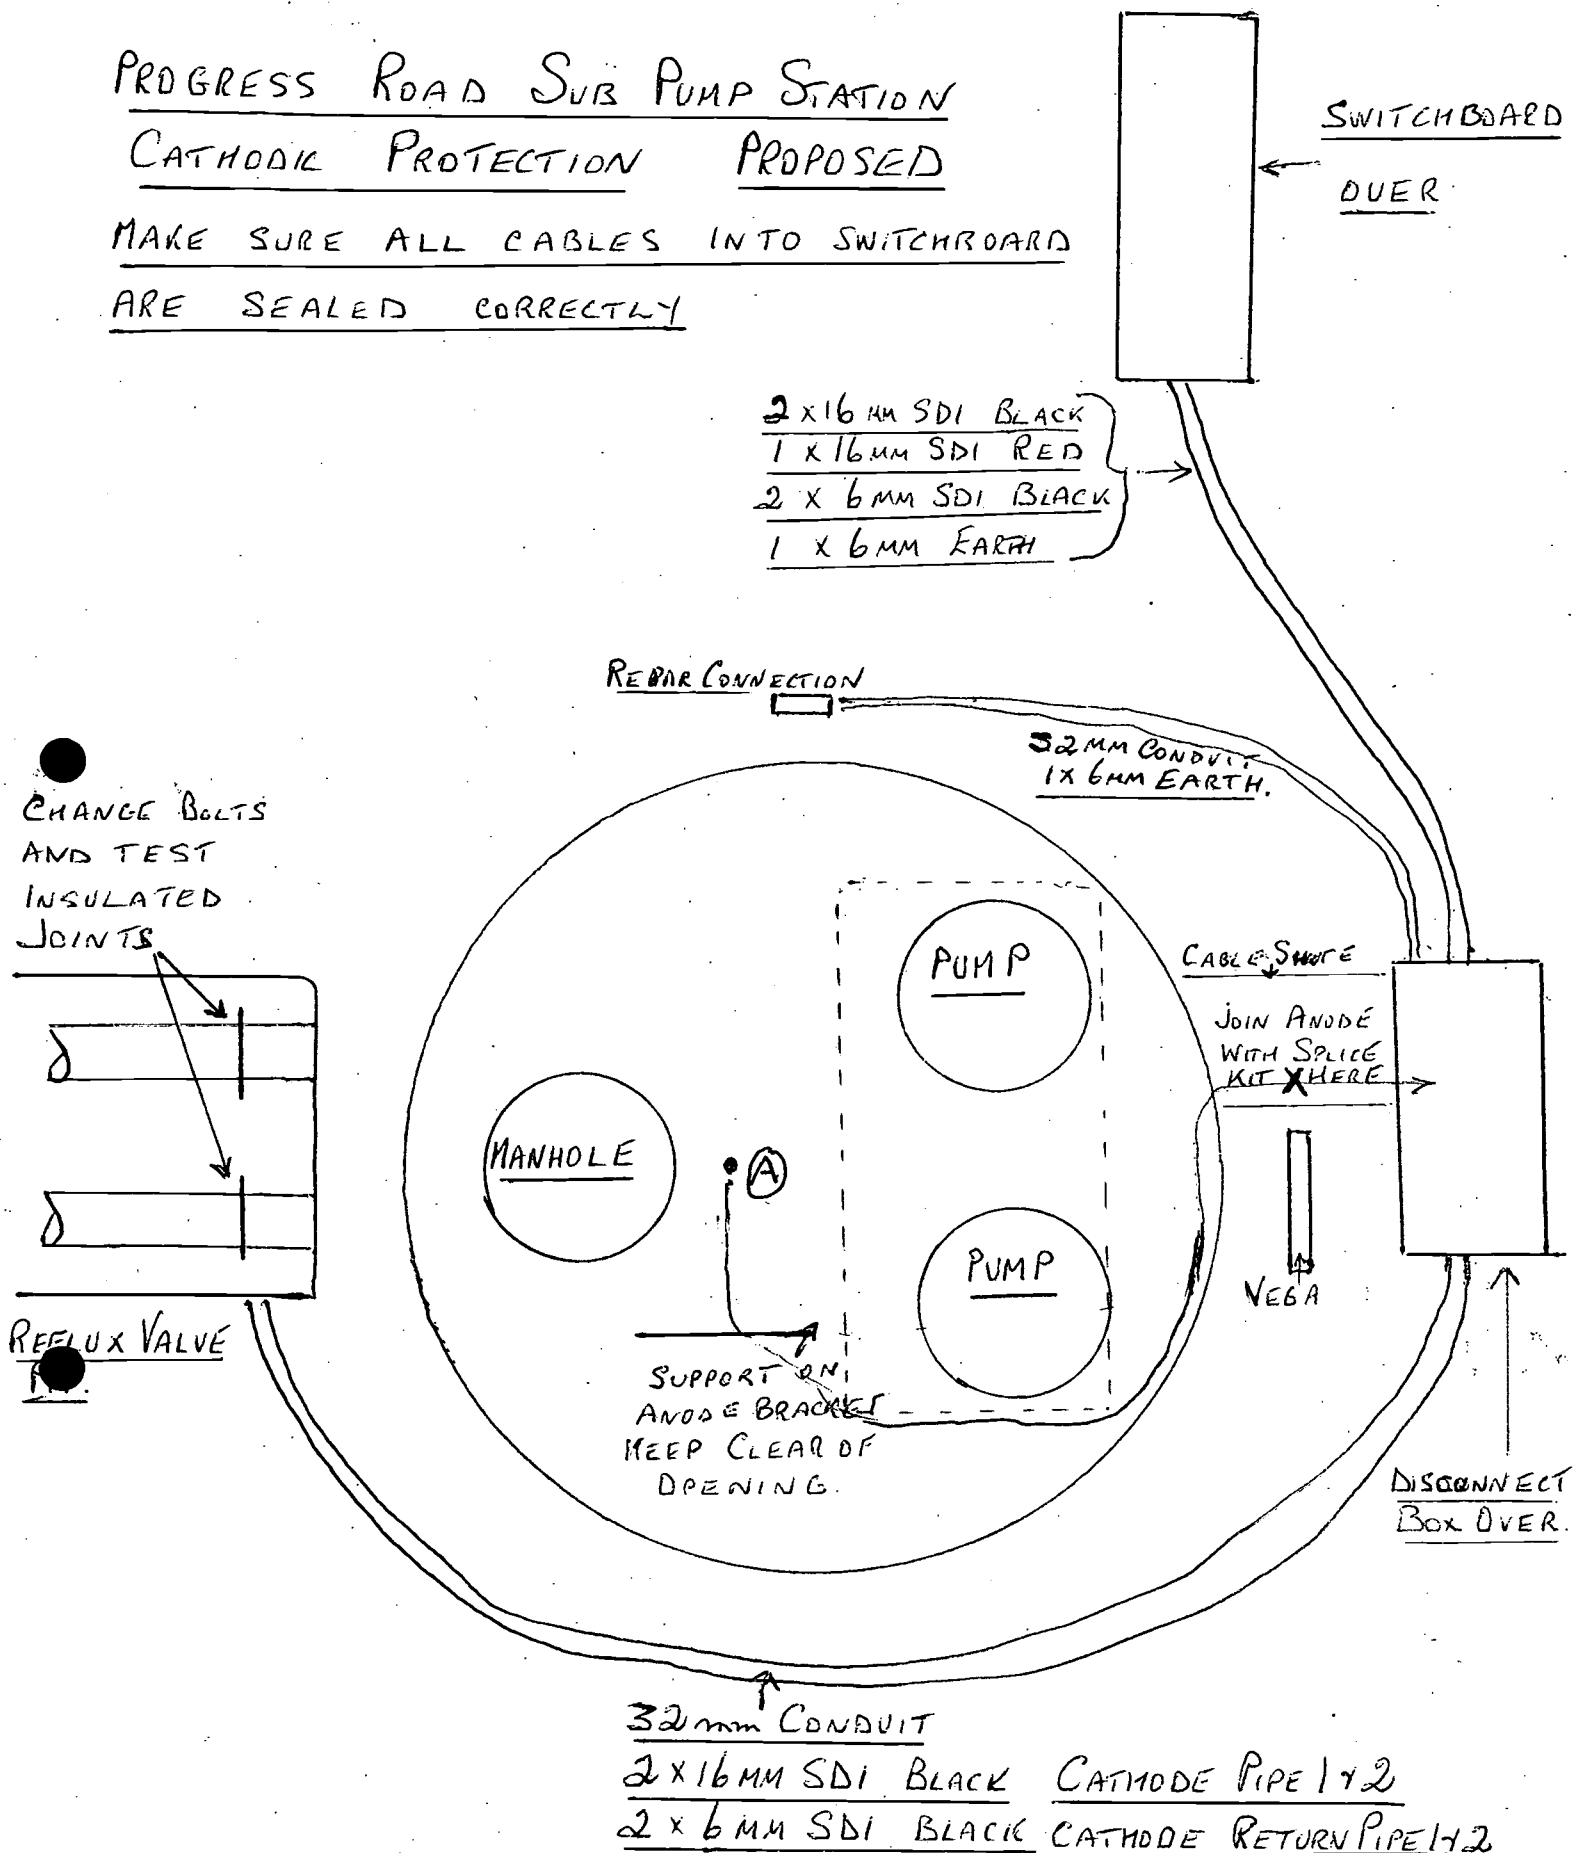 PROGRESS ROAD SUB PUMP STATION
CATHODIC PROTECTION PROPOSED
MAKE SURE ALL CABLES INTO SWITCHBOARD
ARE SEALED CORRECTLY
SWITCHBOARD
OVER
2 x 16 MM SDI BLACK
1 x 16 MM SDI RED
2 x 6 MM SDI BLACK
1 x 6 MM EARTH
REBAR CONNECTION
32 MM CONDUIT
1 x 6 MM EARTH.
CHANGE BOLTS
AND TEST
INSULATED
JOINTS
PUMP
CABLE SHUTE
JOIN ANODE
WITH SPLICE
KIT X HERE
MANHOLE
A
PUMP
VEGA
REFLUX VALVE
SUPPORT ON
ANODE BRACKET
KEEP CLEAR OF
OPENING.
DISCONNECT
BOX OVER.
32mm CONDUIT
2 x 16 MM SDI BLACK CATHODE PIPE 1 & 2
2 x 6 MM SDI BLACK CATHODE RETURN PIPE 1 & 2